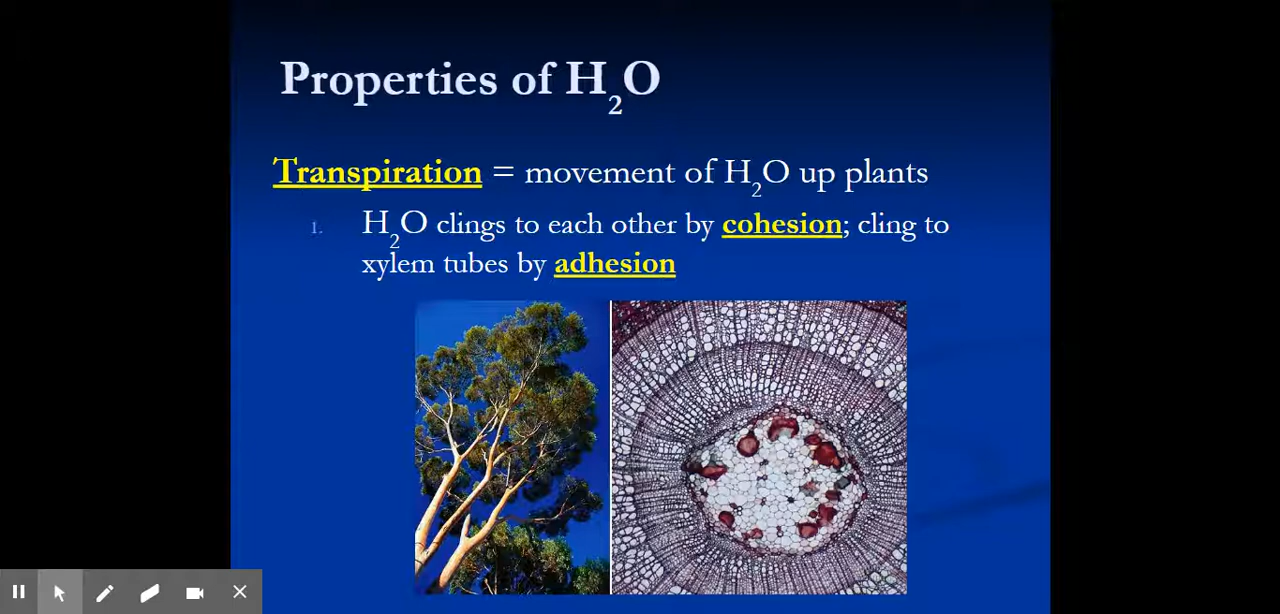 Properties of H₂O
Transpiration = movement of H₂O up plants
1. H₂O clings to each other by cohesion; cling to
xylem tubes by adhesion